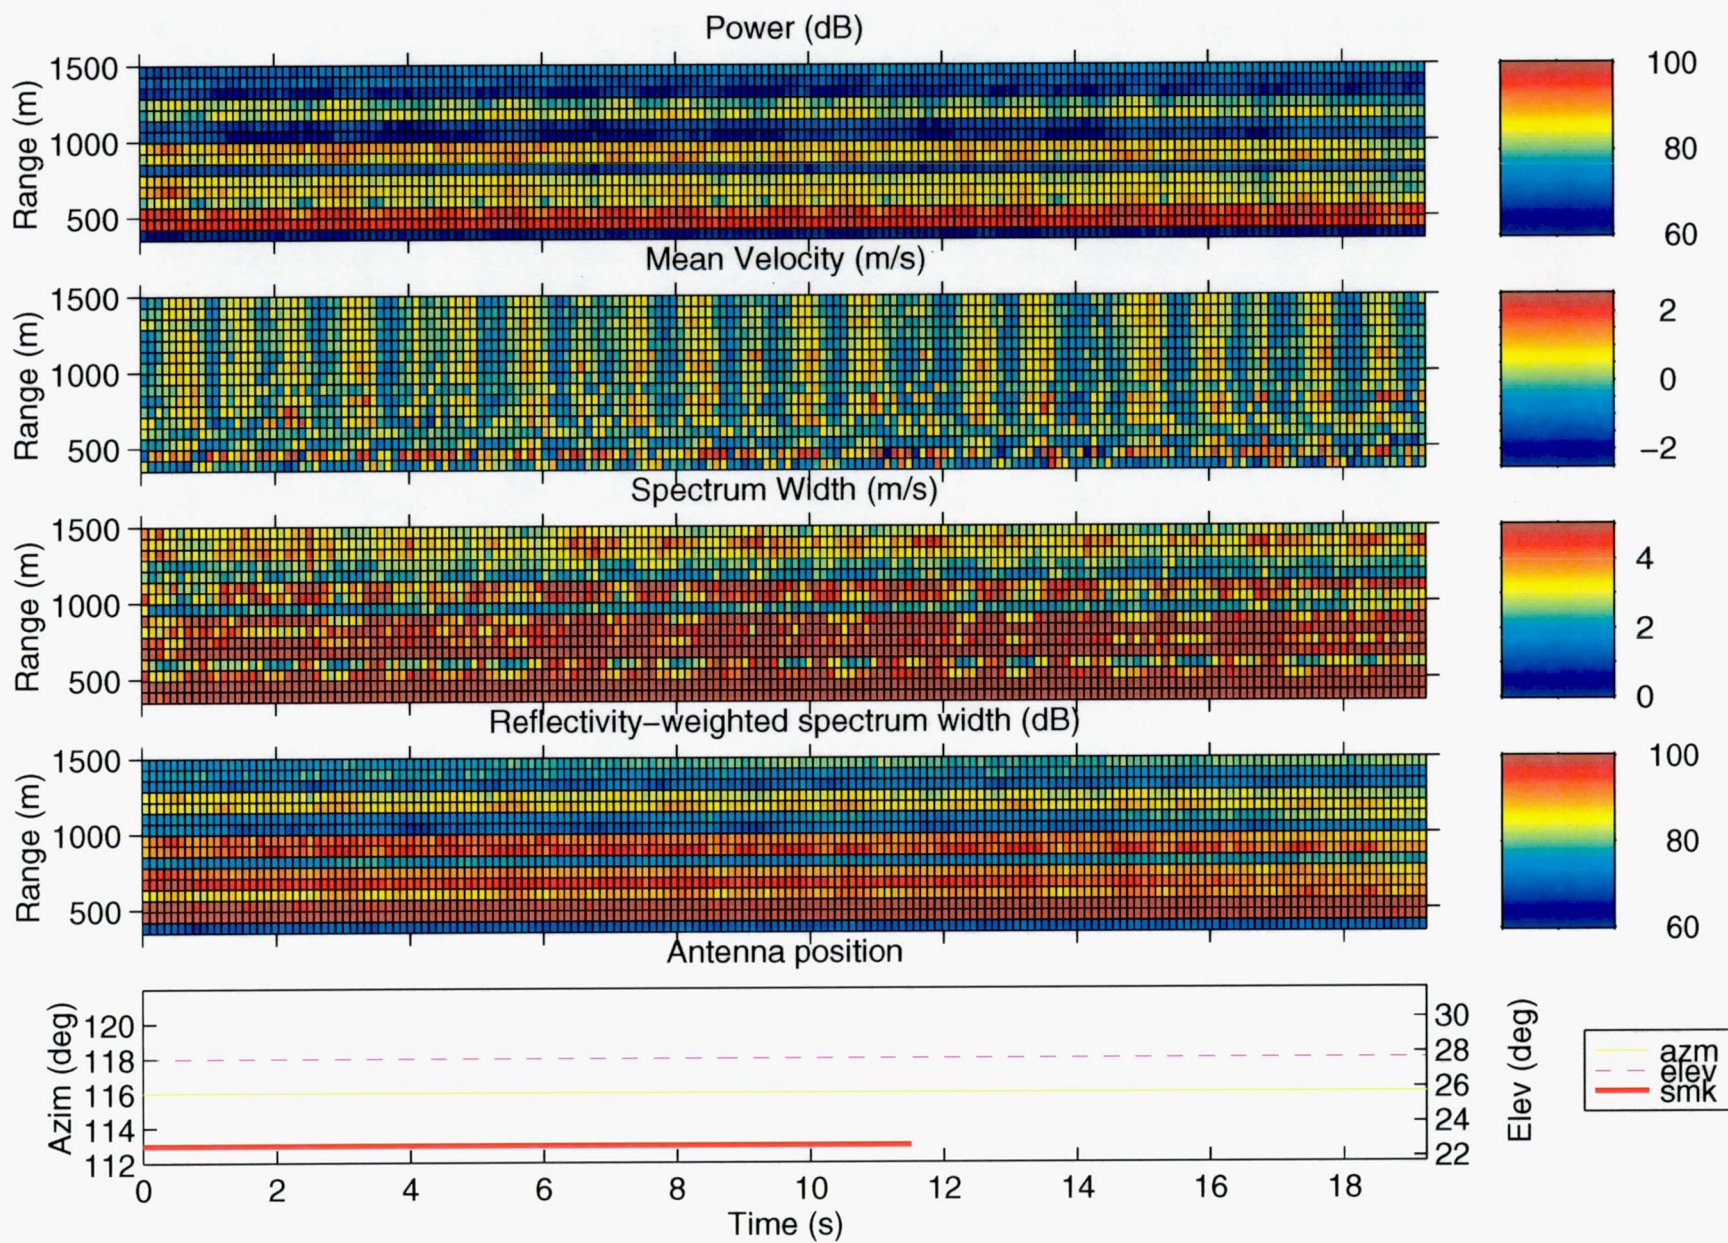 Power (dB)
1500
1000
500
Range (m)
100
80
60
Mean Velocity (m/s)
1500
1000
500
Range (m)
2
0
−2
Spectrum Width (m/s)
1500
1000
500
Range (m)
4
2
0
Reflectivity−weighted spectrum width (dB)
1500
1000
500
Range (m)
100
80
60
Antenna position
120
118
116
114
112
Azim (deg)
30
28
26
24
22
Elev (deg)
azm
elev
smk
0 2 4 6 8 10 12 14 16 18
Time (s)